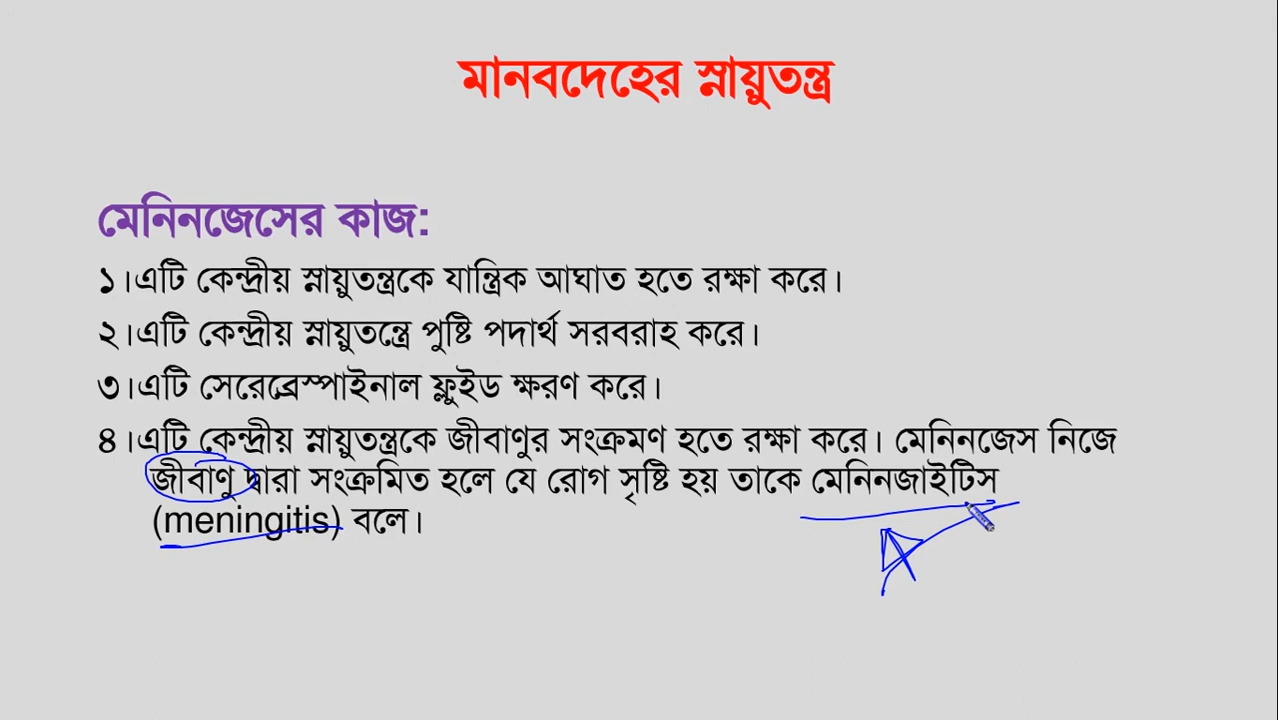 মানবদেহের স্নায়ুতন্ত্র
মেনিনজেসের কাজ:
১।এটি কেন্দ্রীয় স্নায়ুতন্ত্রকে যান্ত্রিক আঘাত হতে রক্ষা করে।
২।এটি কেন্দ্রীয় স্নায়ুতন্ত্রে পুষ্টি পদার্থ সরবরাহ করে।
৩।এটি সেরেব্রেস্পাইনাল ফ্লুইড ক্ষরণ করে।
৪।এটি কেন্দ্রীয় স্নায়ুতন্ত্রকে জীবাণুর সংক্রমণ হতে রক্ষা করে। মেনিনজেস নিজে
জীবাণু দ্বারা সংক্রমিত হলে যে রোগ সৃষ্টি হয় তাকে মেনিনজাইটিস
(meningitis) বলে।